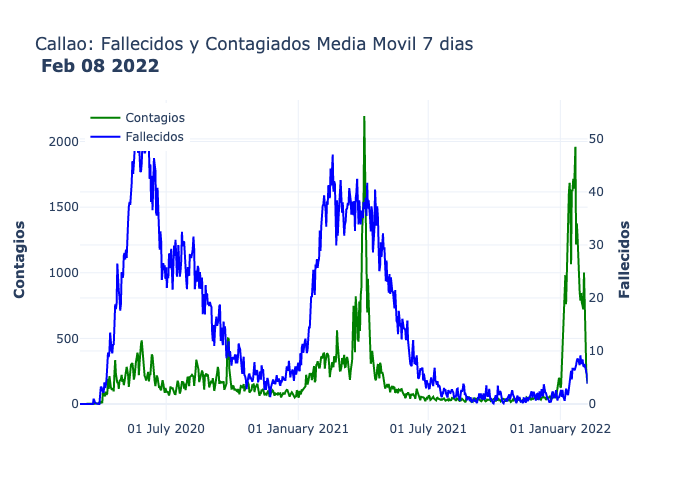 Callao: Fallecidos y Contagiados Media Movil 7 dias
Feb 08 2022
Contagios
Fallecidos
2000
1500
1000
500
0
Contagios
50
40
30
20
10
0
Fallecidos
01 July 2020
01 January 2021
01 July 2021
01 January 2022